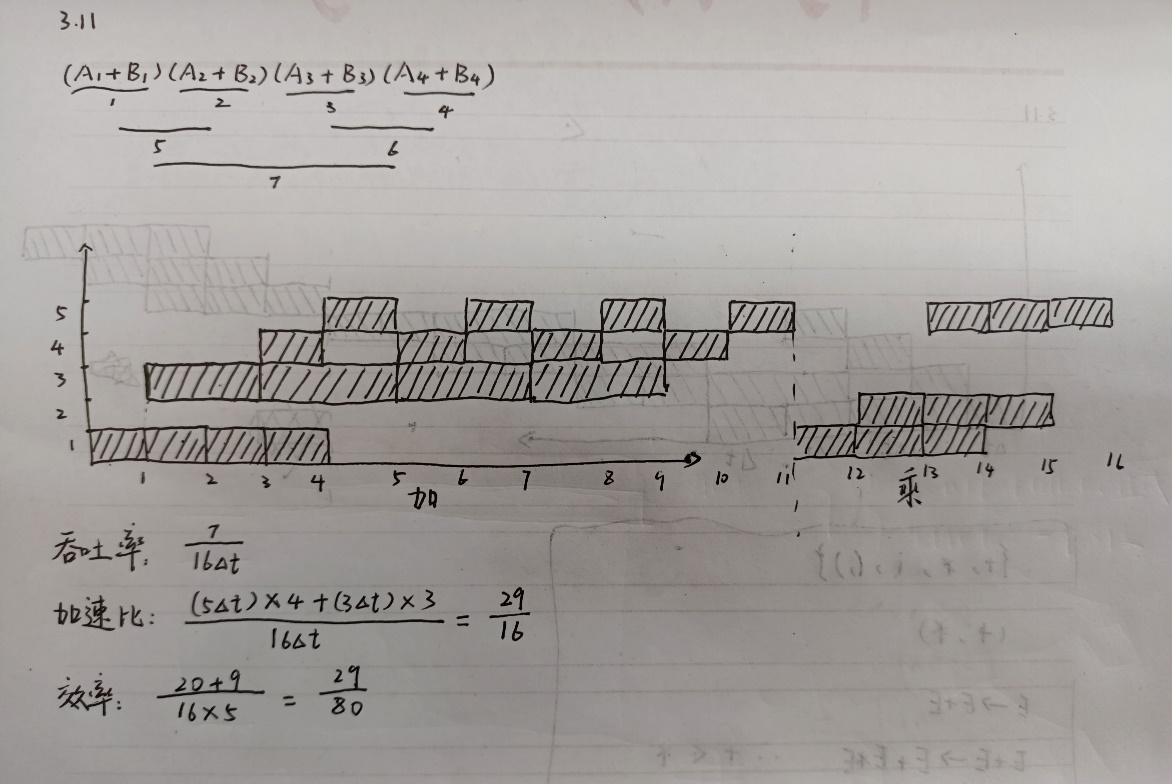 3.11
(A₁+B₁)(A₂+B₂)(A₃+B₃)(A₄+B₄)
1 2 3 4
5 6
7
5
4
3
2
1
1 2 3 4 5 6 7 8 9 10 11 12 13 14 15 16
加 乘
吞吐率: 7/16Δt
加速比: (5Δt)×4+(3Δt)×3/16Δt = 29/16
效率: 20+9/16×5 = 29/80